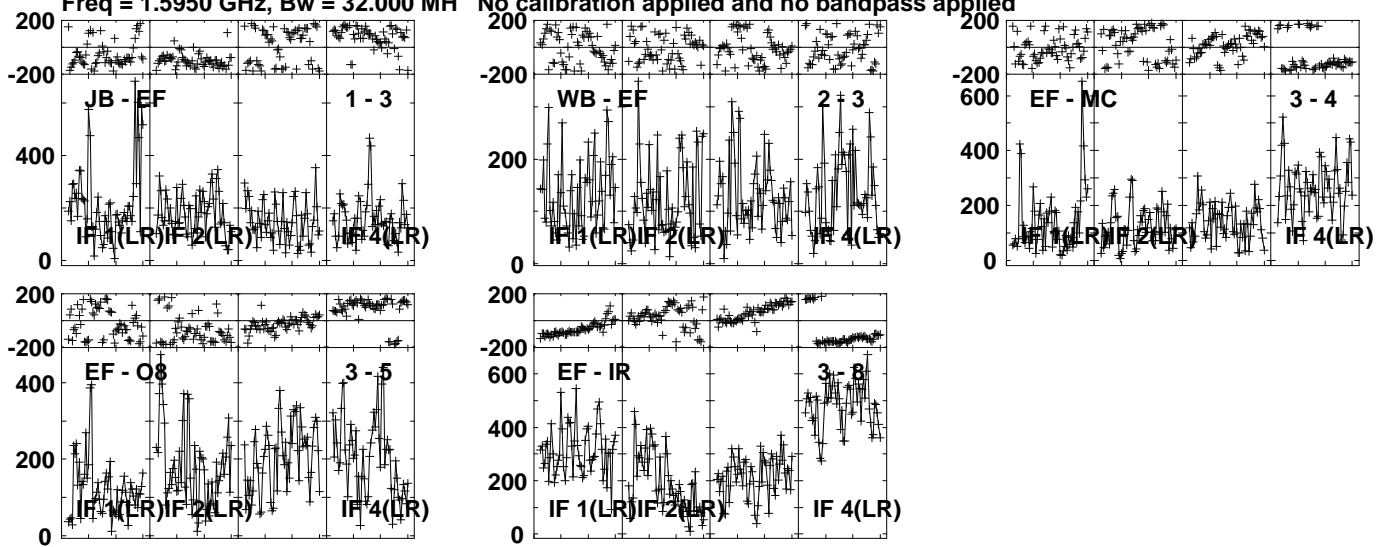 Freq = 1.5950 GHz, Bw = 32.000 MH No calibration applied and no bandpass applied
200
-200
JB - EF 1 - 3
400
0
IF 1(LR) IF 2(LR) IF 4(LR)
200
-200
WB - EF 2 - 3
200
0
IF 1(LR) IF 2(LR) IF 4(LR)
200
-200
EF - MC 3 - 4
600
400
200
0
IF 1(LR) IF 2(LR) IF 4(LR)
200
-200
EF - O8 3 - 5
400
200
0
IF 1(LR) IF 2(LR) IF 4(LR)
200
-200
EF - IR 3 - 8
600
400
200
0
IF 1(LR) IF 2(LR) IF 4(LR)